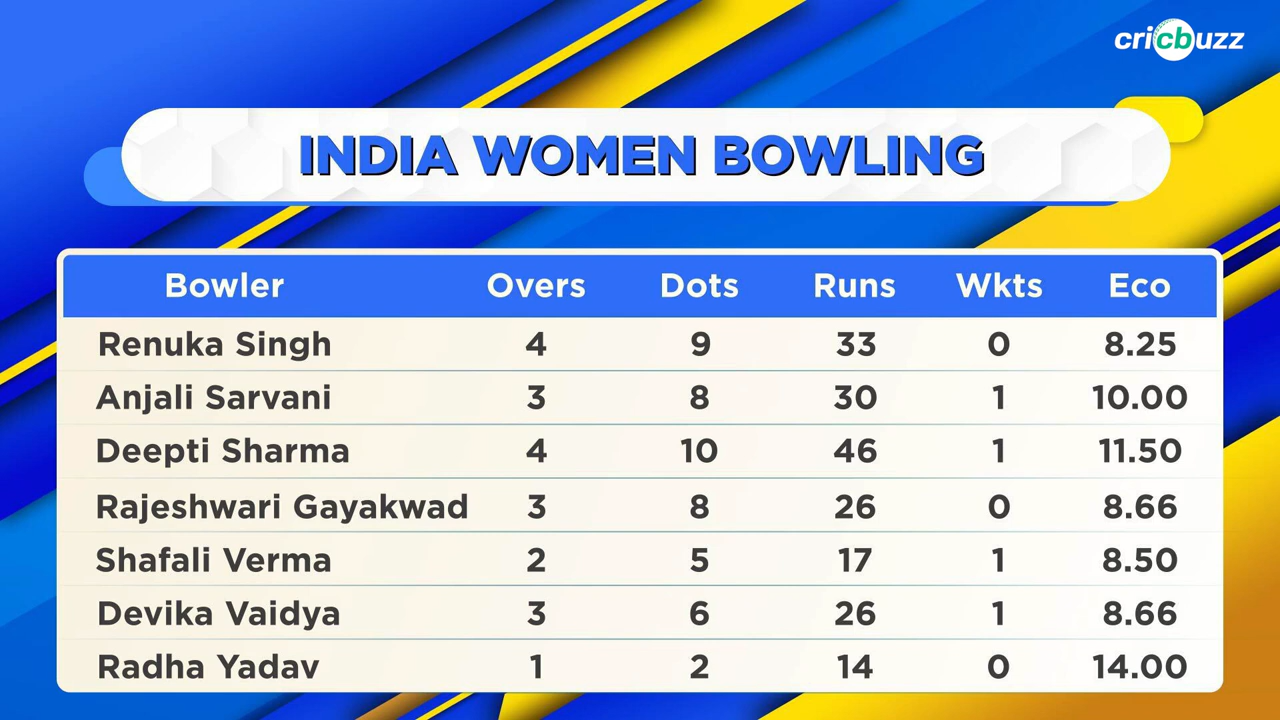 cricbuzz
INDIA WOMEN BOWLING
Bowler Overs Dots Runs Wkts Eco
Renuka Singh 4 9 33 0 8.25
Anjali Sarvani 3 8 30 1 10.00
Deepti Sharma 4 10 46 1 11.50
Rajeshwari Gayakwad 3 8 26 0 8.66
Shafali Verma 2 5 17 1 8.50
Devika Vaidya 3 6 26 1 8.66
Radha Yadav 1 2 14 0 14.00